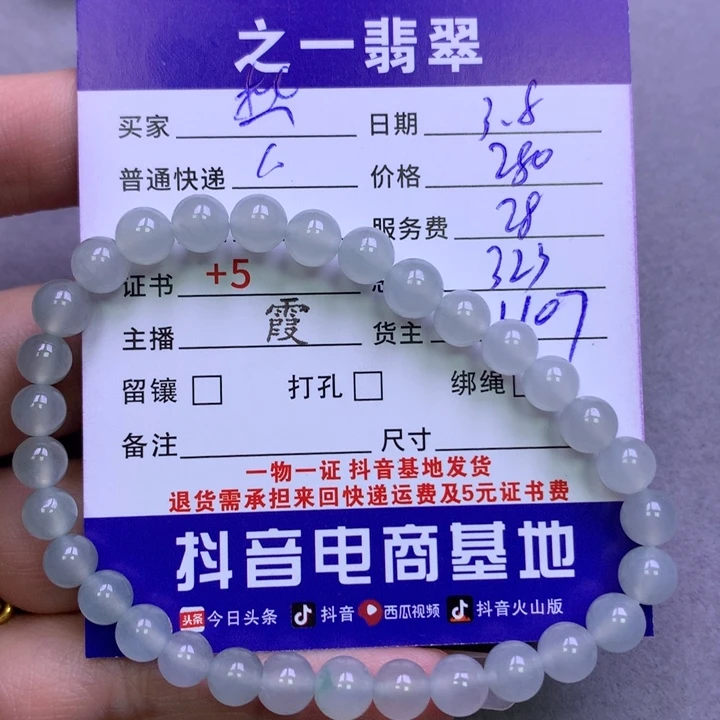 之一翡翠
买家 日期 3.8
普通快递 价格 280
服务费 28
证书 +5 323
主播 霞 货主 1107
留镶 打孔 绑绳
备注 尺寸
一物一证 抖音基地发货
退货需承担来回快递运费及5元证书费
抖音电商基地
头条 今日头条 抖音 西瓜视频 抖音火山版